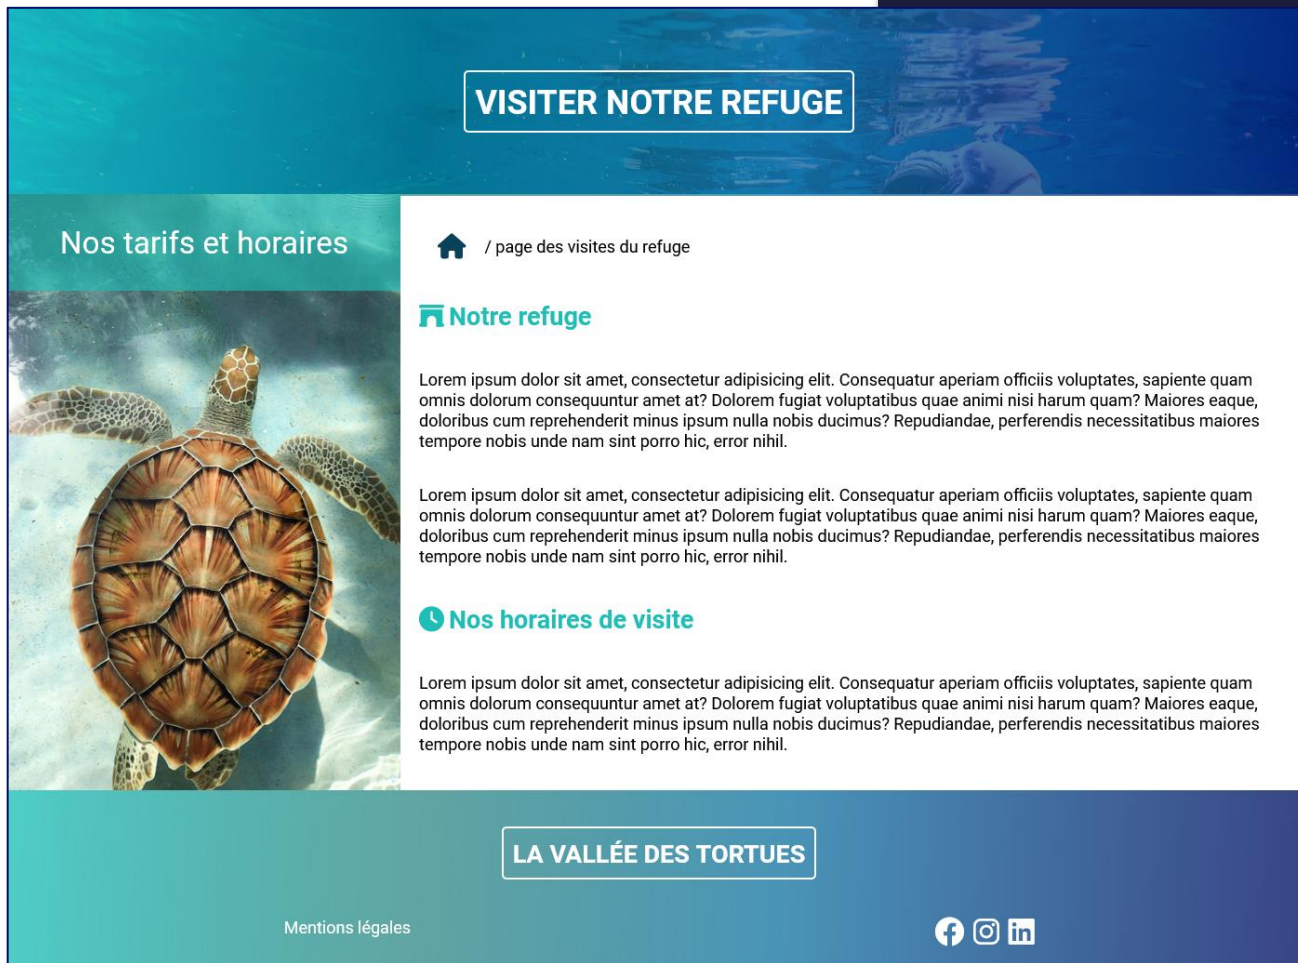 VISITER NOTRE REFUGE
Nos tarifs et horaires
/ page des visites du refuge
Notre refuge
Lorem ipsum dolor sit amet, consectetur adipisicing elit. Consequatur aperiam officiis voluptates, sapiente quam
omnis dolorum consequuntur amet at? Dolorem fugiat voluptatibus quae animi nisi harum quam? Maiores eaque,
doloribus cum reprehenderit minus ipsum nulla nobis ducimus? Repudiandae, perferendis necessitatibus maiores
tempore nobis unde nam sint porro hic, error nihil.
Lorem ipsum dolor sit amet, consectetur adipisicing elit. Consequatur aperiam officiis voluptates, sapiente quam
omnis dolorum consequuntur amet at? Dolorem fugiat voluptatibus quae animi nisi harum quam? Maiores eaque,
doloribus cum reprehenderit minus ipsum nulla nobis ducimus? Repudiandae, perferendis necessitatibus maiores
tempore nobis unde nam sint porro hic, error nihil.
Nos horaires de visite
Lorem ipsum dolor sit amet, consectetur adipisicing elit. Consequatur aperiam officiis voluptates, sapiente quam
omnis dolorum consequuntur amet at? Dolorem fugiat voluptatibus quae animi nisi harum quam? Maiores eaque,
doloribus cum reprehenderit minus ipsum nulla nobis ducimus? Repudiandae, perferendis necessitatibus maiores
tempore nobis unde nam sint porro hic, error nihil.
LA VALLÉE DES TORTUES
Mentions légales